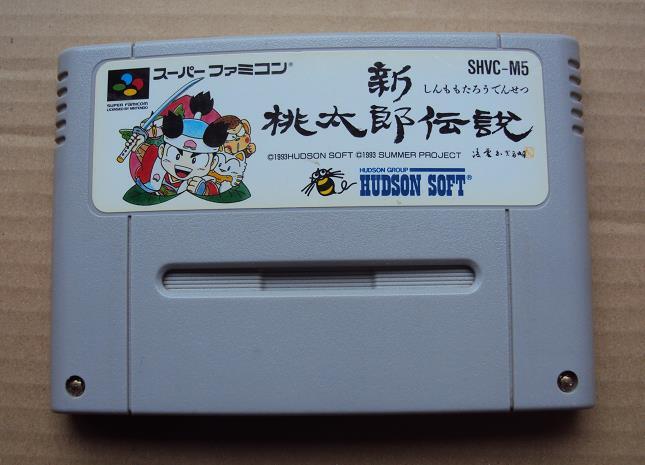 スーパーファミコン®
SHVC-M5
SUPER FAMICOM
LICENSED BY NINTENDO
新
しんももたろうでんせつ
桃太郎伝説
©1993 HUDSON SOFT ©1993 SUMMER PROJECT
HUDSON GROUP
HUDSON SOFT®